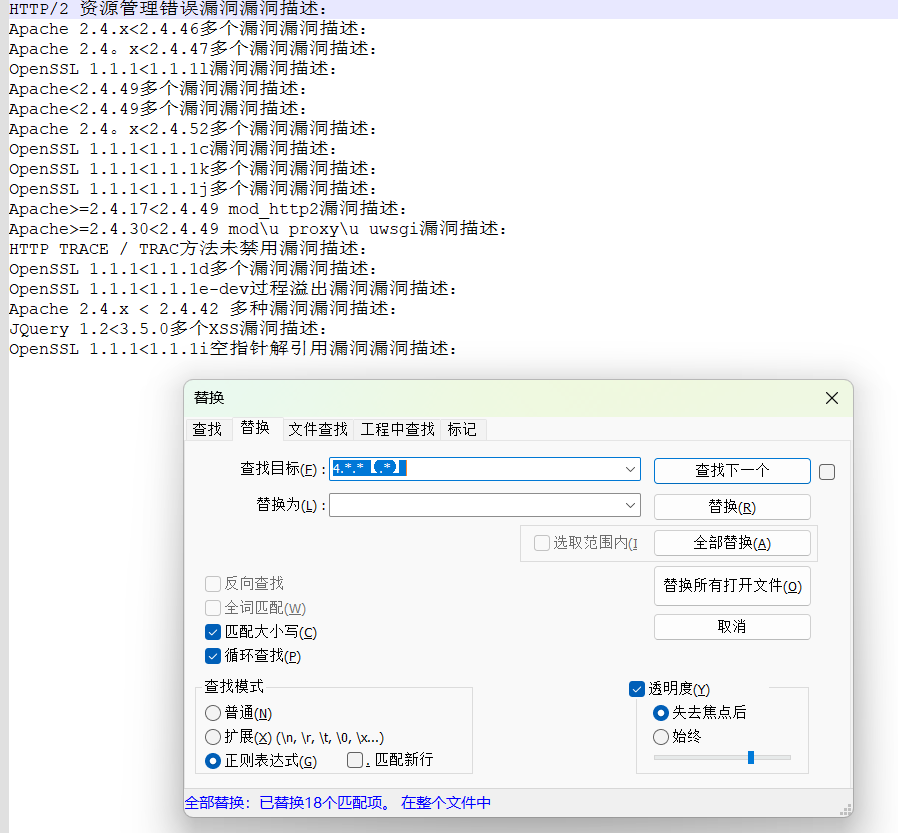 HTTP/2 资源管理错误漏洞漏洞描述：
Apache 2.4.x<2.4.46多个漏洞漏洞描述：
Apache 2.4。x<2.4.47多个漏洞漏洞描述：
OpenSSL 1.1.1<1.1.1l漏洞漏洞描述：
Apache<2.4.49多个漏洞漏洞描述：
Apache<2.4.49多个漏洞漏洞描述：
Apache 2.4。x<2.4.52多个漏洞漏洞描述：
OpenSSL 1.1.1<1.1.1c漏洞漏洞描述：
OpenSSL 1.1.1<1.1.1k多个漏洞漏洞描述：
OpenSSL 1.1.1<1.1.1j多个漏洞漏洞描述：
Apache>=2.4.17<2.4.49 mod_http2漏洞描述：
Apache>=2.4.30<2.4.49 mod\u proxy\u uwsgi漏洞描述：
HTTP TRACE / TRAC方法未禁用漏洞描述：
OpenSSL 1.1.1<1.1.1d多个漏洞漏洞描述：
OpenSSL 1.1.1<1.1.1e-dev过程溢出漏洞漏洞描述：
Apache 2.4.x < 2.4.42 多种漏洞漏洞描述：
JQuery 1.2<3.5.0多个XSS漏洞描述：
OpenSSL 1.1.1<1.1.1i空指针解引用漏洞漏洞描述：
替换
查找 替换 文件查找 工程中查找 标记
查找目标(F)： 查找下一个
替换为(L)： 替换(R)
选取范围内(I 全部替换(A)
替换所有打开文件(O)
取消
反向查找
全词匹配(W)
匹配大小写(C)
循环查找(P)
查找模式
普通(N)
扩展(X) (\n, \r, \t, \0, \x...)
正则表达式(G) . 匹配新行
透明度(Y)
失去焦点后
始终
全部替换：已替换18个匹配项。 在整个文件中